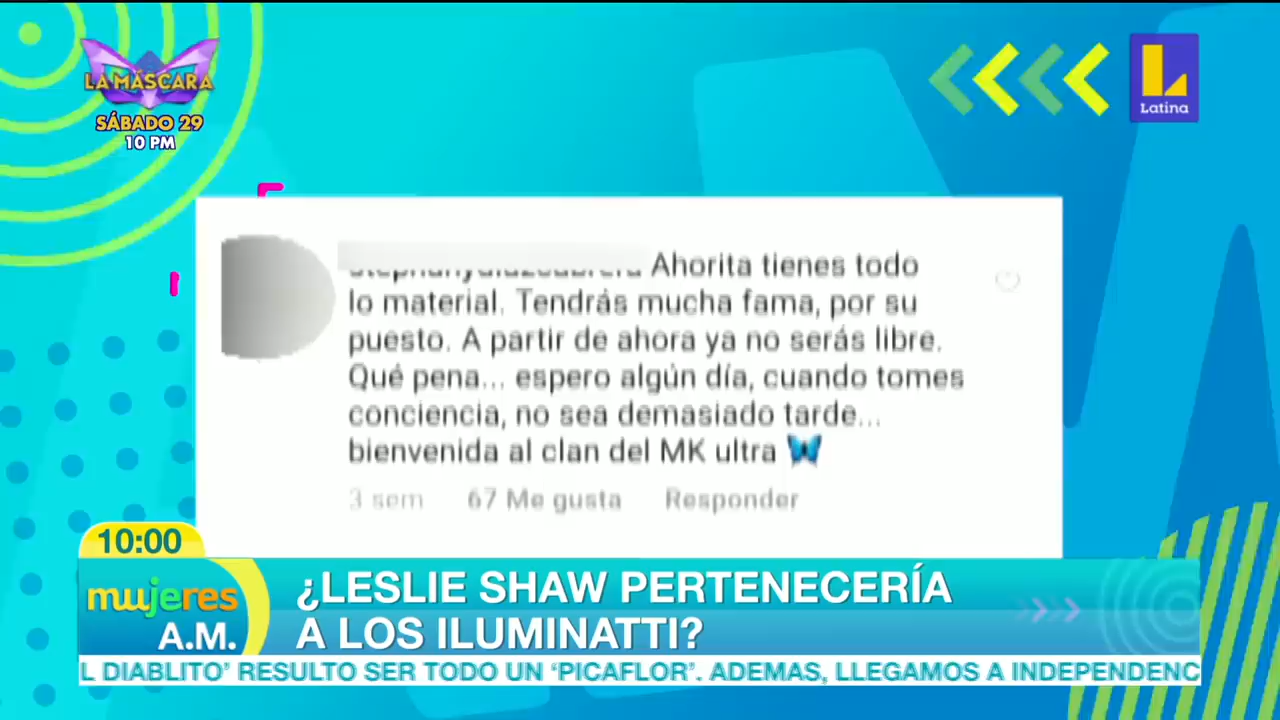 LA MÁSCARA
SÁBADO 29
10 PM
Latina
Ahorita tienes todo
lo material. Tendrás mucha fama, por su
puesto. A partir de ahora ya no serás libre.
Qué pena... espero algún día, cuando tomes
conciencia, no sea demasiado tarde...
bienvenida al clan del MK ultra
3 sem 67 Me gusta Responder
10:00
mujeres
A.M.
¿LESLIE SHAW PERTENECERÍA
A LOS ILUMINATTI?
L DIABLITO' RESULTO SER TODO UN “PICAFLOR”. ADEMAS, LLEGAMOS A INDEPENDENC